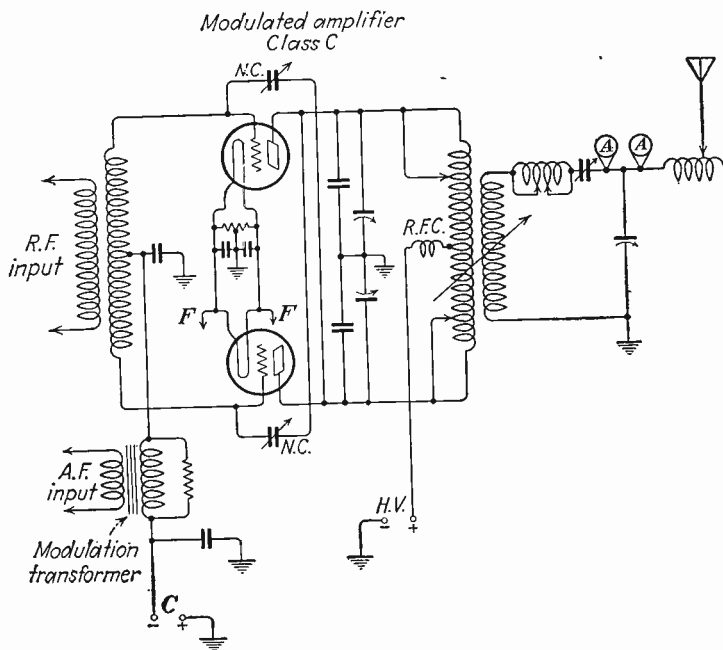 Modulated amplifier
Class C
N.C.
A A
R.F.
input
R.F.C.
F F
N.C.
A.F.
input
H.V.
- +
Modulation
transformer
C
- +